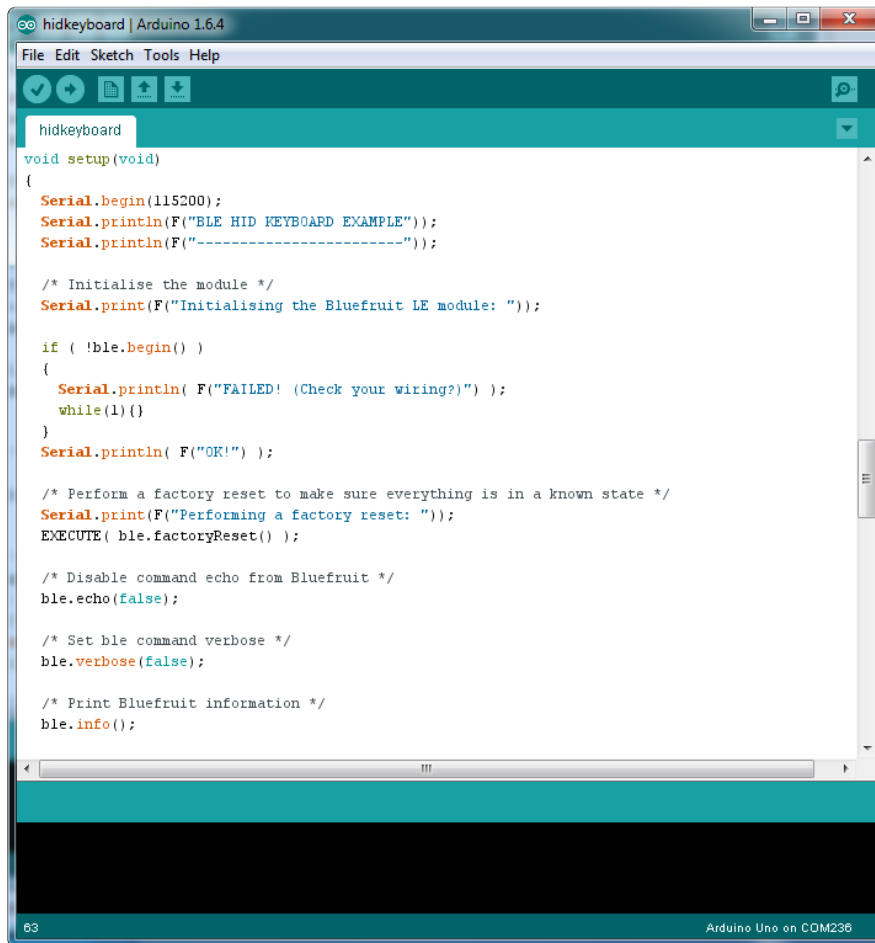 hidkeyboard | Arduino 1.6.4
File Edit Sketch Tools Help
hidkeyboard
void setup(void)
{
  Serial.begin(115200);
  Serial.println(F("BLE HID KEYBOARD EXAMPLE"));
  Serial.println(F("------------------------"));

  /* Initialise the module */
  Serial.print(F("Initialising the Bluefruit LE module: "));

  if ( !ble.begin() )
  {
    Serial.println( F("FAILED! (Check your wiring?)") );
    while(1){}
  }
  Serial.println( F("OK!") );

  /* Perform a factory reset to make sure everything is in a known state */
  Serial.print(F("Performing a factory reset: "));
  EXECUTE( ble.factoryReset() );

  /* Disable command echo from Bluefruit */
  ble.echo(false);

  /* Set ble command verbose */
  ble.verbose(false);

  /* Print Bluefruit information */
  ble.info();
63
Arduino Uno on COM236